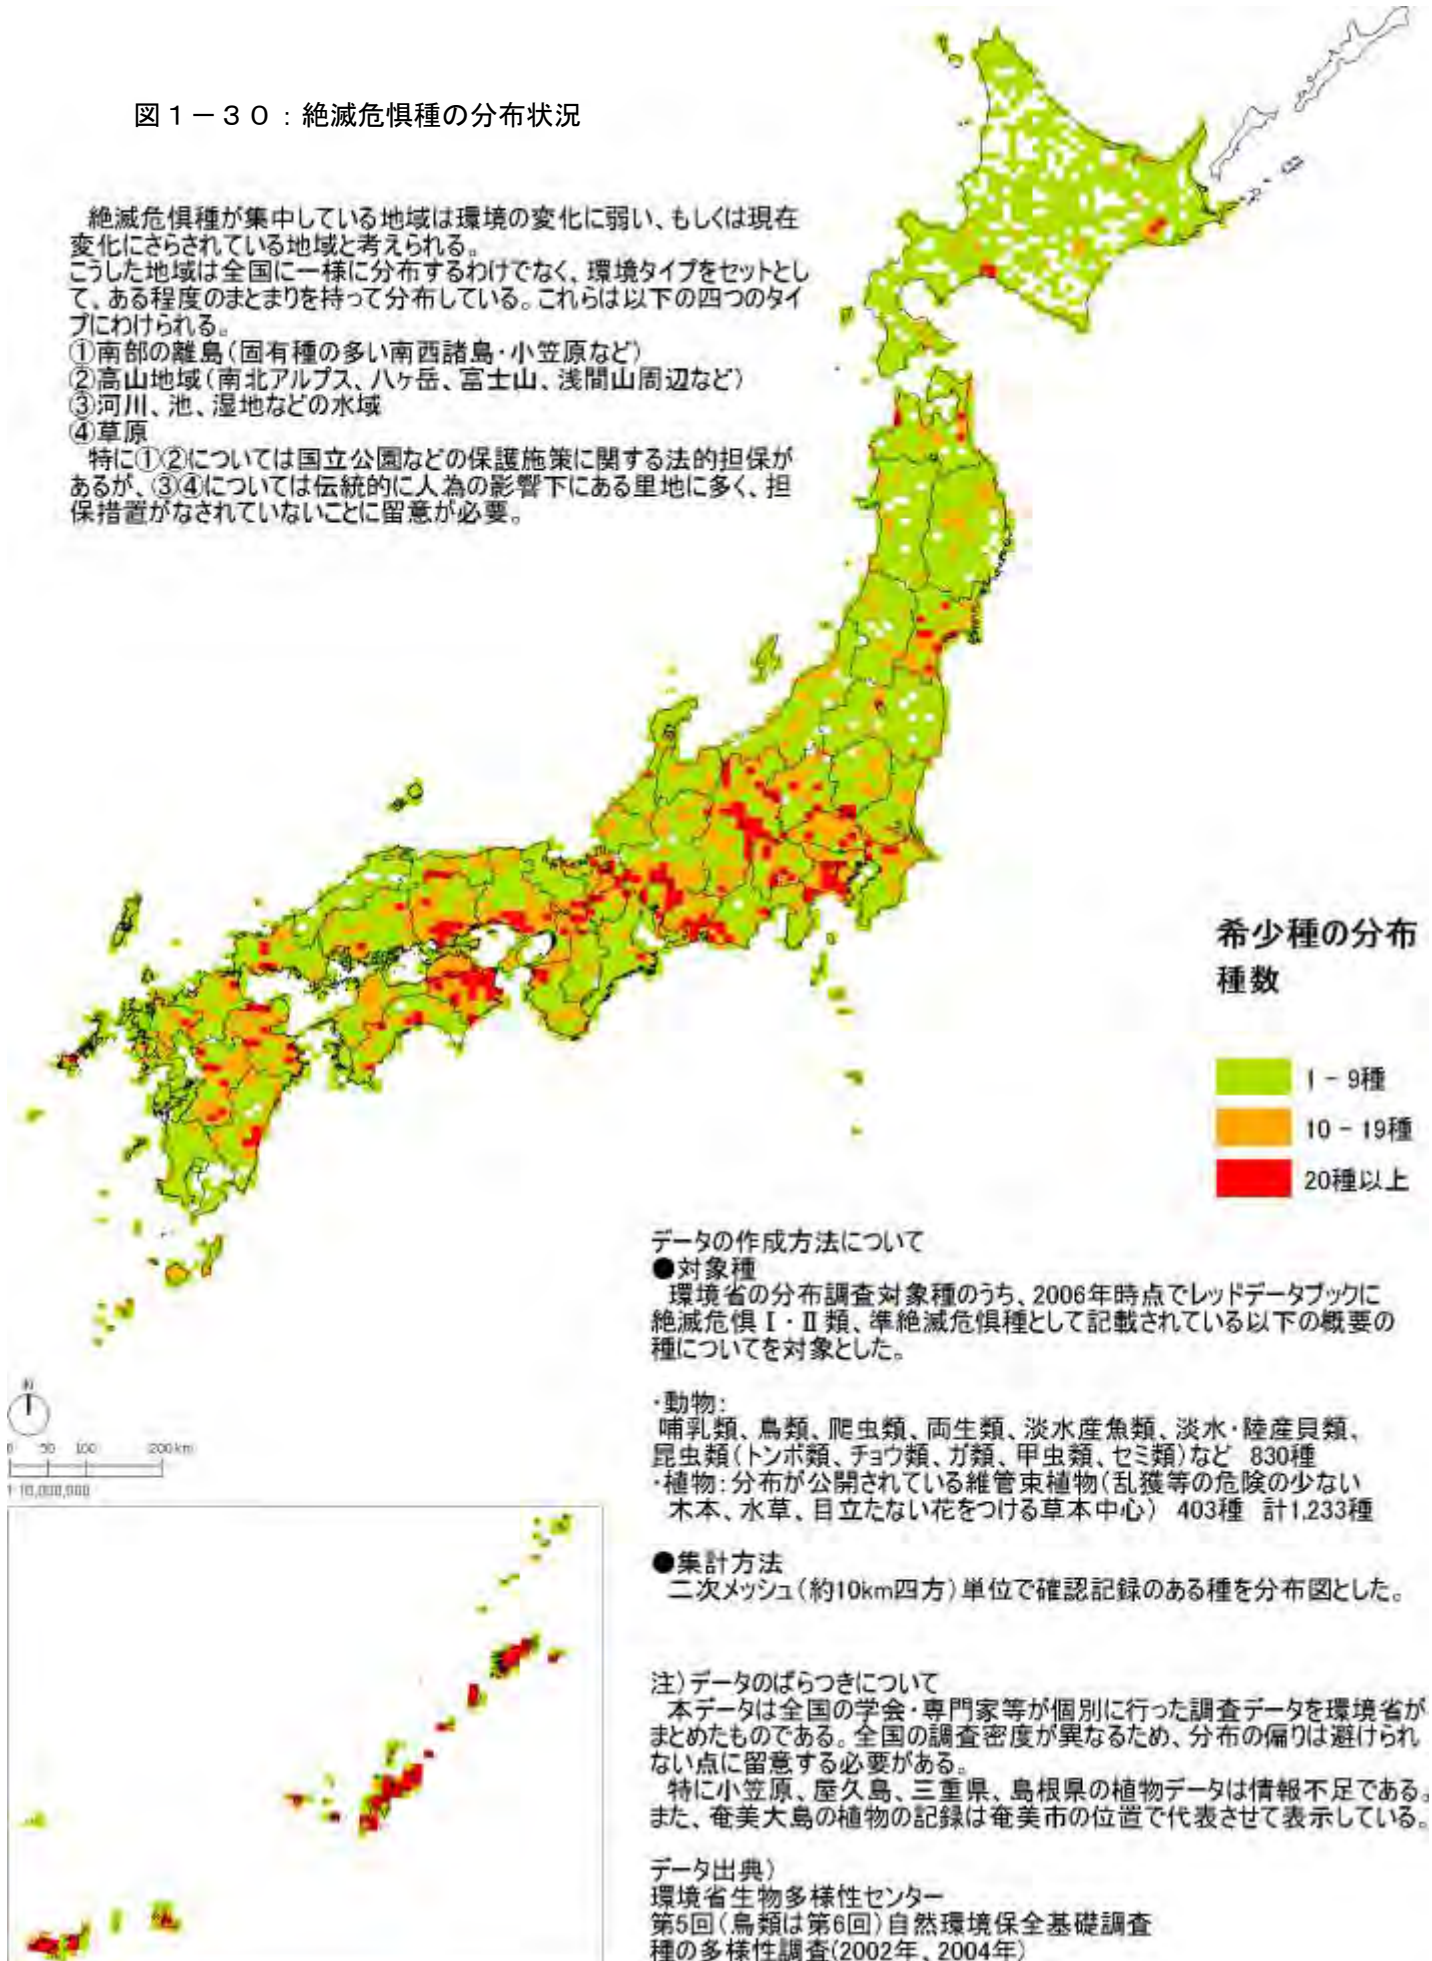 図1-30:絶滅危惧種の分布状況
絶滅危惧種が集中している地域は環境の変化に弱い、もしくは現在
変化にさらされている地域と考えられる。
こうした地域は全国に一様に分布するわけでなく、環境タイプをセットとし
て、ある程度のまとまりを持って分布している。これらは以下の四つのタイ
プにわけられる。
①南部の離島(固有種の多い南西諸島・小笠原など)
②高山地域(南北アルプス、八ヶ岳、富士山、浅間山周辺など)
③河川、池、湿地などの水域
④草原
特に①②については国立公園などの保護施策に関する法的担保が
あるが、③④については伝統的に人為の影響下にある里地に多く、担
保措置がなされていないことに留意が必要。
希少種の分布
種数
1-9種
10-19種
20種以上
データの作成方法について
●対象種
環境省の分布調査対象種のうち、2006年時点でレッドデータブックに
絶滅危惧Ⅰ・Ⅱ類、準絶滅危惧種として記載されている以下の概要の
種についてを対象とした。
・動物:
哺乳類、鳥類、爬虫類、両生類、淡水産魚類、淡水・陸産貝類、
昆虫類(トンボ類、チョウ類、ガ類、甲虫類、セミ類)など 830種
・植物:分布が公開されている維管束植物(乱獲等の危険の少ない
木本、水草、目立たない花をつける草本中心) 403種 計1,233種
●集計方法
二次メッシュ(約10km四方)単位で確認記録のある種を分布図とした。
注)データのばらつきについて
本データは全国の学会・専門家等が個別に行った調査データを環境省が
まとめたものである。全国の調査密度が異なるため、分布の偏りは避けられ
ない点に留意する必要がある。
特に小笠原、屋久島、三重県、島根県の植物データは情報不足である。
また、奄美大島の植物の記録は奄美市の位置で代表させて表示している。
データ出典)
環境省生物多様性センター
第5回(鳥類は第6回)自然環境保全基礎調査
種の多様性調査(2002年、2004年)
N
0 50 100 200km
1:10,000,000